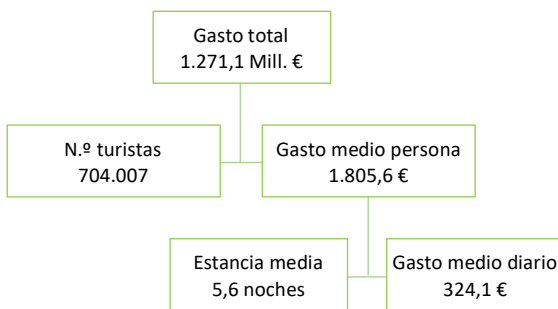 Gasto total
1.271,1 Mill. €
N.º turistas
704.007
Gasto medio persona
1.805,6 €
Estancia media
5,6 noches
Gasto medio diario
324,1 €